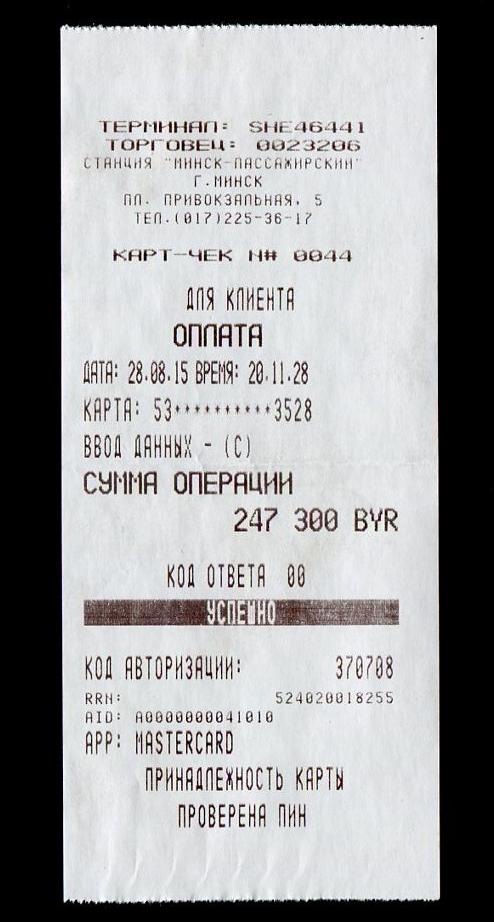 ТЕРМИНАЛ: SHE46441
ТОРГОВЕЦ: 0023206
СТАНЦИЯ "МИНСК-ПАССАЖИРСКИЙ"
Г.МИНСК
ПЛ. ПРИВОКЗАЛЬНАЯ, 5
ТЕЛ.(017)225-36-17
КАРТ-ЧЕК N# 0044
ДЛЯ КЛИЕНТА
ОПЛАТА
ДАТА: 28.08.15 ВРЕМЯ: 20.11.28
КАРТА: 53**********3528
ВВОД ДАННЫХ - (C)
СУММА ОПЕРАЦИИ
247 300 BYR
КОД ОТВЕТА 00
УСПЕШНО
КОД АВТОРИЗАЦИИ: 370708
RRN: 524020018255
AID: A0000000041010
APP: MASTERCARD
ПРИНАДЛЕЖНОСТЬ КАРТЫ
ПРОВЕРЕНА ПИН